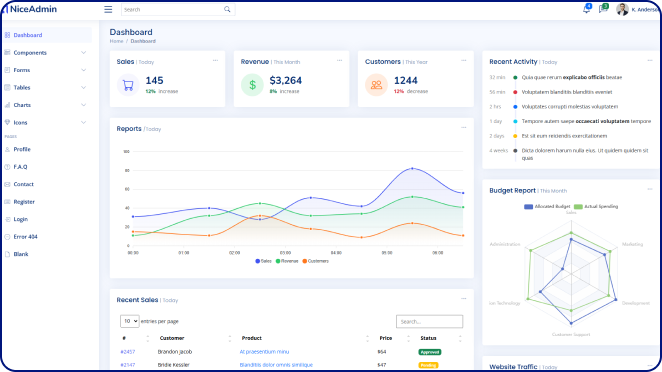 NiceAdmin
Search
4
3
K. Anderson
Dashboard
Components
Forms
Tables
Charts
Icons
PAGES
Profile
F.A.Q
Contact
Register
Login
Error 404
Blank
Dashboard
Home / Dashboard
Sales | Today
145
12% increase
Revenue | This Month
$3,264
8% increase
Customers | This Year
1244
12% decrease
Reports /Today
100
80
60
40
20
0
00:00
01:00
02:00
03:00
04:00
05:00
06:00
Sales Revenue Customers
Recent Sales | Today
10 entries per page
Search...
# Customer Product Price Status
#2457 Brandon Jacob At praesentium minu $64 Approved
#2147 Bridie Kessler Blanditiis dolor omnis similique $47 Pending
Recent Activity | Today
32 min Quia quae rerum explicabo officiis beatae
56 min Voluptatem blanditiis blanditiis eveniet
2 hrs Voluptates corrupti molestias voluptatem
1 day Tempore autem saepe occaecati voluptatem tempore
2 days Est sit eum reiciendis exercitationem
4 weeks Dicta dolorem harum nulla eius. Ut quidem quidem sit
quas
Budget Report | This Month
Allocated Budget Actual Spending
Sales
Administration
Marketing
on Technology
Development
Customer Support
Website Traffic | Today